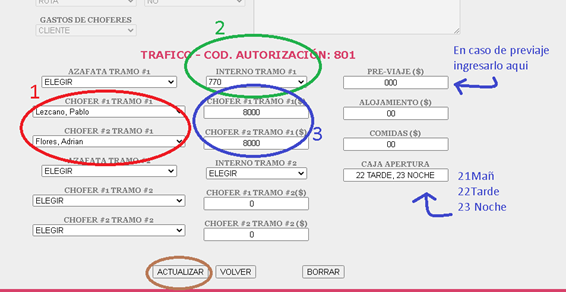 RUTA
NO
GASTOS DE CHOFERES
CLIENTE
TRAFICO - COD. AUTORIZACIÓN: 801
2
En caso de previaje
ingresarlo aqui
AZAFATA TRAMO #1
ELEGIR
INTERNO TRAMO #1
770
PRE-VIAJE ($)
000
1
CHOFER #1 TRAMO #1
Lezcano, Pablo
CHOFER #1 TRAMO #1($)
8000
ALOJAMIENTO ($)
00
CHOFER #2 TRAMO #1
Flores, Adrian
CHOFER #2 TRAMO #1($)
8000
3
COMIDAS ($)
00
AZAFATA TRAMO #2
ELEGIR
INTERNO TRAMO #2
ELEGIR
CAJA APERTURA
22 TARDE, 23 NOCHE
21Mañ
22Tarde
23 Noche
CHOFER #1 TRAMO #2
ELEGIR
CHOFER #1 TRAMO #2($)
0
CHOFER #2 TRAMO #2
ELEGIR
CHOFER #2 TRAMO #2($)
0
ACTUALIZAR
VOLVER
BORRAR